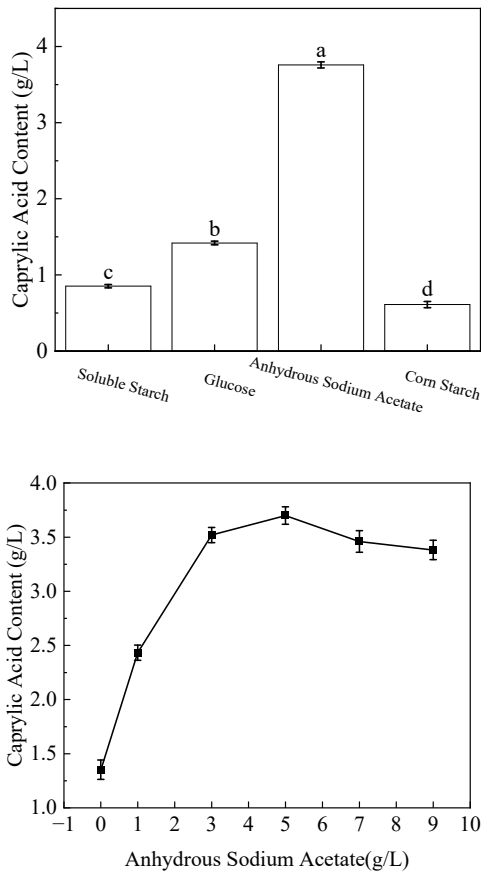 Caprylic Acid Content (g/L)
4
3
2
1
0
a
b
c
d
Soluble Starch
Glucose
Anhydrous Sodium Acetate
Corn Starch
Caprylic Acid Content (g/L)
4.0
3.5
3.0
2.5
2.0
1.5
1.0
−1 0 1 2 3 4 5 6 7 8 9 10
Anhydrous Sodium Acetate(g/L)